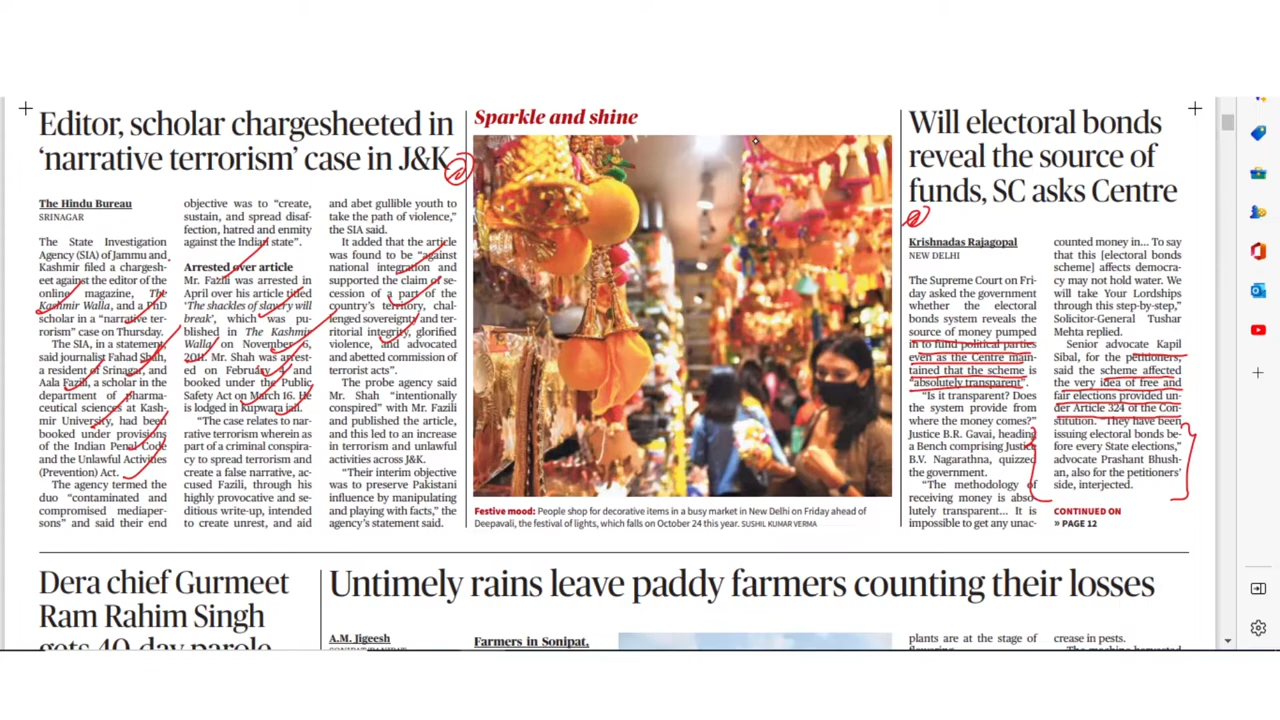 Editor, scholar chargesheeted in
‘narrative terrorism’ case in J&K
The Hindu Bureau
SRINAGAR
The State Investigation
Agency (SIA) of Jammu and
Kashmir filed a chargesh-
eet against the editor of the
online magazine, The
Kashmir Walla, and a PhD
scholar in a “narrative ter-
rorism” case on Thursday.
The SIA, in a statement,
said journalist Fahad Shah,
a resident of Srinagar, and
Aala Fazili, a scholar in the
department of pharma-
ceutical sciences at Kash-
mir University, had been
booked under provisions
of the Indian Penal Code
and the Unlawful Activities
(Prevention) Act.
The agency termed the
duo “contaminated and
compromised mediaper-
sons” and said their end
objective was to “create,
sustain, and spread disaf-
fection, hatred and enmity
against the Indian state”.
Arrested over article
Mr. Fazili was arrested in
April over his article titled
‘The shackles of slavery will
break’, which was pu-
blished in The Kashmir
Walla on November 6,
2011. Mr. Shah was arrest-
ed on February 4 and
booked under the Public
Safety Act on March 16. He
is lodged in Kupwara jail.
“The case relates to nar-
rative terrorism wherein as
part of a criminal conspira-
cy to spread terrorism and
create a false narrative, ac-
cused Fazili, through his
highly provocative and se-
ditious write-up, intended
to create unrest, and aid
and abet gullible youth to
take the path of violence,”
the SIA said.
It added that the article
was found to be “against
national integration and
supported the claim of se-
cession of a part of the
country’s territory, chal-
lenged sovereignty and ter-
ritorial integrity, glorified
violence, and advocated
and abetted commission of
terrorist acts”.
The probe agency said
Mr. Shah “intentionally
conspired” with Mr. Fazili
and published the article,
and this led to an increase
in terrorism and unlawful
activities across J&K.
“Their interim objective
was to preserve Pakistani
influence by manipulating
and playing with facts,” the
agency’s statement said.
Sparkle and shine
Festive mood: People shop for decorative items in a busy market in New Delhi on Friday ahead of
Deepavali, the festival of lights, which falls on October 24 this year. SUSHIL KUMAR VERMA
Will electoral bonds
reveal the source of
funds, SC asks Centre
Krishnadas Rajagopal
NEW DELHI
The Supreme Court on Fri-
day asked the government
whether the electoral
bonds system reveals the
source of money pumped
in to fund political parties
even as the Centre main-
tained that the scheme is
“absolutely transparent”.
“Is it transparent? Does
the system provide from
where the money comes?”
Justice B.R. Gavai, heading
a Bench comprising Justice
B.V. Nagarathna, quizzed
the government.
“The methodology of
receiving money is abso-
lutely transparent... It is
impossible to get any unac-
counted money in... To say
that this [electoral bonds
scheme] affects democra-
cy may not hold water. We
will take Your Lordships
through this step-by-step,”
Solicitor-General Tushar
Mehta replied.
Senior advocate Kapil
Sibal, for the petitioners,
said the scheme affected
the very idea of free and
fair elections provided un-
der Article 324 of the Con-
stitution. “They have been
issuing electoral bonds be-
fore every State elections,”
advocate Prashant Bhush-
an, also for the petitioners’
side, interjected.
CONTINUED ON
» PAGE 12
Dera chief Gurmeet
Ram Rahim Singh
gets 40-day parole
Untimely rains leave paddy farmers counting their losses
A.M. Jigeesh
Farmers in Sonipat,
plants are at the stage of
flowering.
crease in pests.
The machine harvested